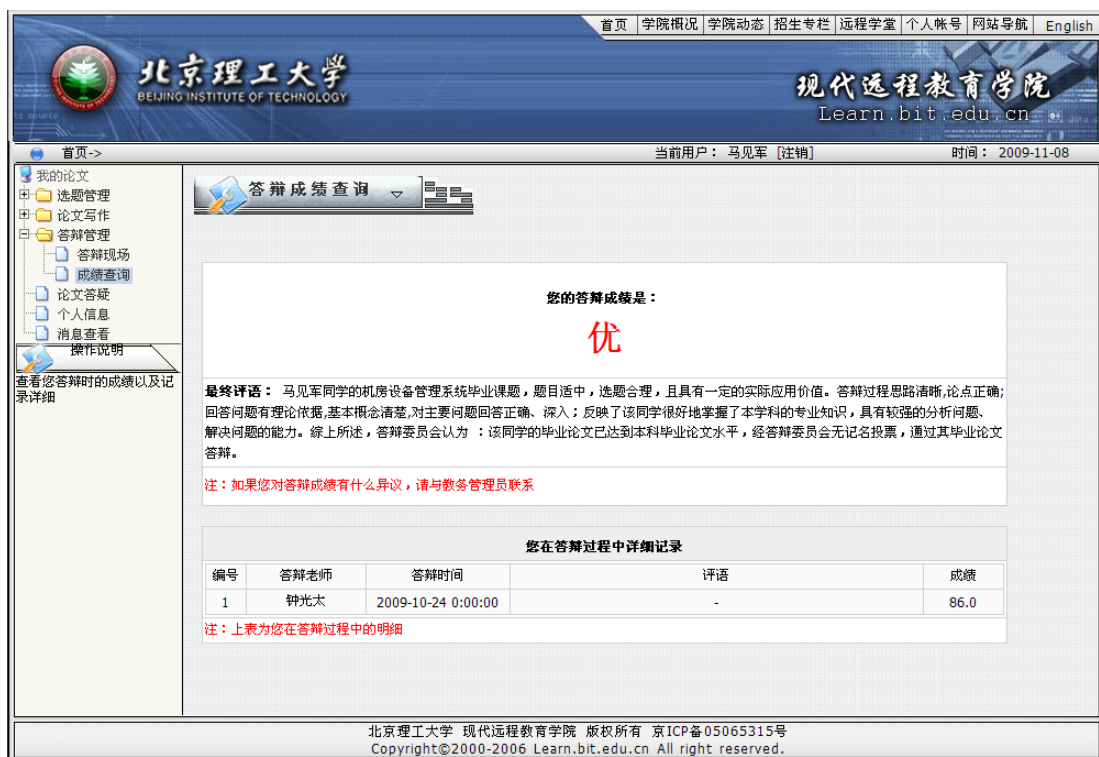 首页 学院概况 学院动态 招生专栏 远程学堂 个人帐号 网站导航 English
北京理工大学
BEIJING INSTITUTE OF TECHNOLOGY
现代远程教育学院
Learn.bit.edu.cn
首页->
当前用户： 马见军 [注销]
时间： 2009-11-08
我的论文
选题管理
论文写作
答辩管理
答辩现场
成绩查询
论文答疑
个人信息
消息查看
操作说明
查看您答辩时的成绩以及记
录详细
答辩成绩查询
您的答辩成绩是：
优
最终评语： 马见军同学的机房设备管理系统毕业课题，题目适中，选题合理，且具有一定的实际应用价值。答辩过程思路清晰,论点正确;
回答问题有理论依据,基本概念清楚,对主要问题回答正确、深入；反映了该同学很好地掌握了本学科的专业知识，具有较强的分析问题、
解决问题的能力。综上所述，答辩委员会认为 ：该同学的毕业论文已达到本科毕业论文水平，经答辩委员会无记名投票，通过其毕业论文
答辩。
注：如果您对答辩成绩有什么异议，请与教务管理员联系
您在答辩过程中详细记录
编号 答辩老师 答辩时间 评语 成绩
1 钟光太 2009-10-24 0:00:00 - 86.0
注：上表为您在答辩过程中的明细
北京理工大学 现代远程教育学院 版权所有 京ICP备05065315号
Copyright©2000-2006 Learn.bit.edu.cn All right reserved.